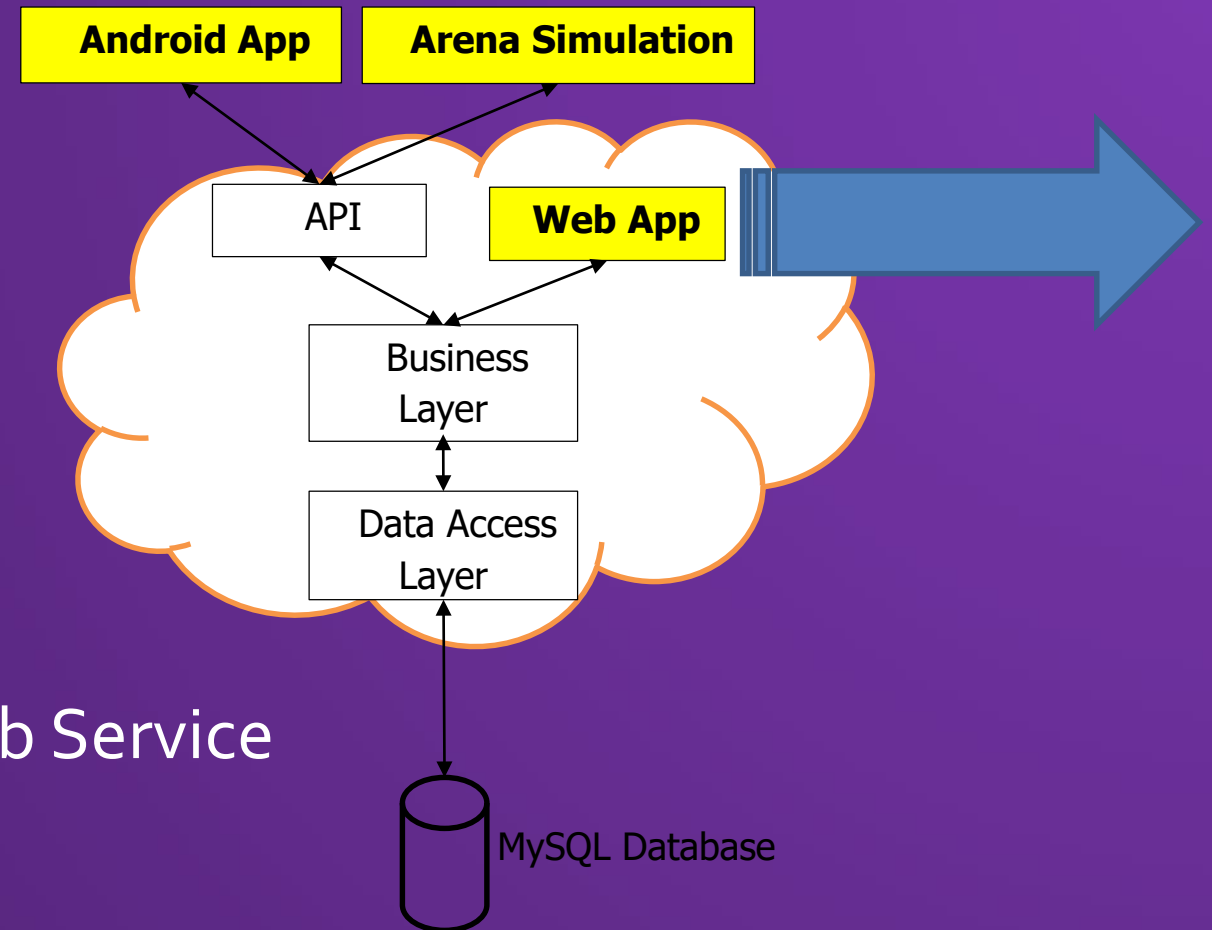 Android App
Arena Simulation
API
Web App
Business
Layer
Data Access
Layer
b Service
MySQL Database